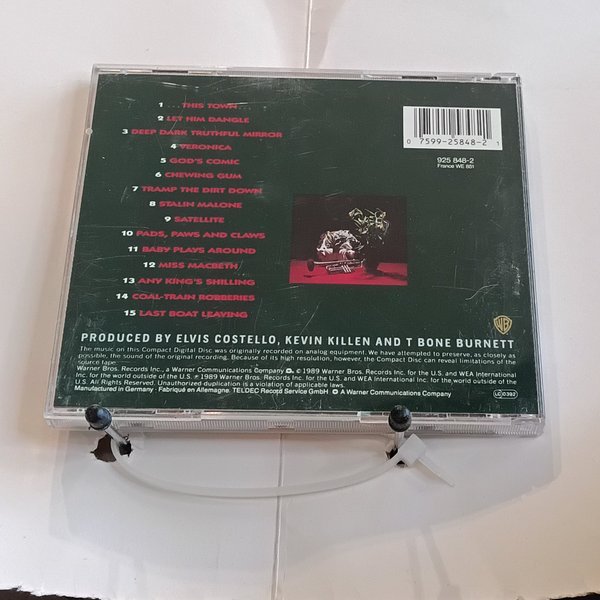 1 ...THIS TOWN...
2 LET HIM DANGLE
3 DEEP DARK TRUTHFUL MIRROR
4 VERONICA
5 GOD'S COMIC
6 CHEWING GUM
7 TRAMP THE DIRT DOWN
8 STALIN MALONE
9 SATELLITE
10 PADS, PAWS AND CLAWS
11 BABY PLAYS AROUND
12 MISS MACBETH
13 ANY KING'S SHILLING
14 COAL-TRAIN ROBBERIES
15 LAST BOAT LEAVING
0 7599-25848-2 1
925 848-2
France WE 881
WB
PRODUCED BY ELVIS COSTELLO, KEVIN KILLEN AND T BONE BURNETT
The music on this Compact Digital Disc was originally recorded on analog equipment. We have attempted to preserve, as closely as
possible, the sound of the original recording. Because of its high resolution, however, the Compact Disc can reveal limitations of the
source tape.
Warner Bros. Records Inc., a Warner Communications Company. © 1989 Warner Bros. Records Inc. for the U.S. and WEA International Inc.
for the world outside of the U.S. ℗ 1989 Warner Bros. Records Inc. for the U.S. and WEA International Inc. for the world outside of the
U.S. All Rights Reserved. Unauthorized duplication is a violation of applicable laws.
Manufactured in Germany · Fabriqué en Allemagne. TELDEC Record Service GmbH · A Warner Communications Company
LC 0392